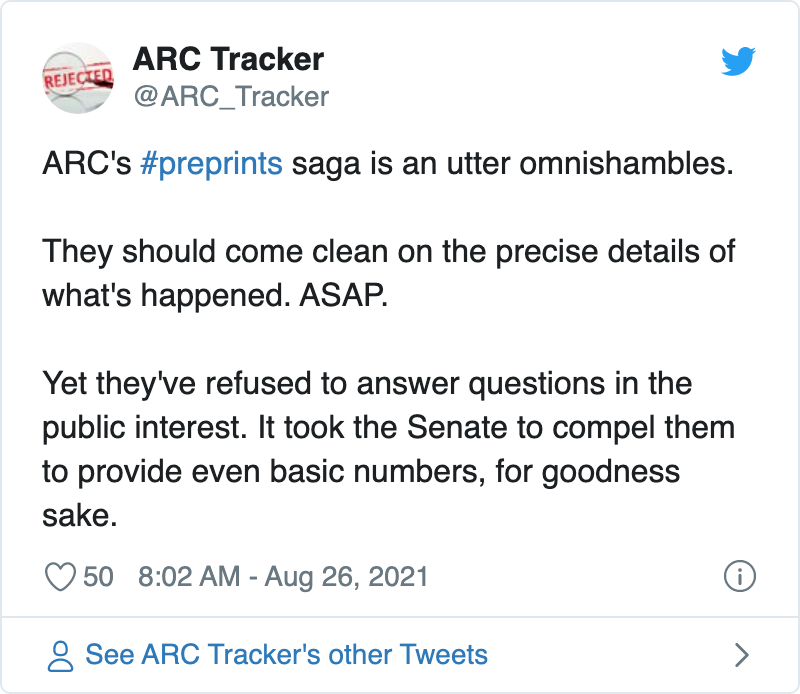 ARC Tracker
@ARC_Tracker
REJECTED
ARC's #preprints saga is an utter omnishambles.
They should come clean on the precise details of
what's happened. ASAP.
Yet they've refused to answer questions in the
public interest. It took the Senate to compel them
to provide even basic numbers, for goodness
sake.
50 8:02 AM - Aug 26, 2021
See ARC Tracker's other Tweets